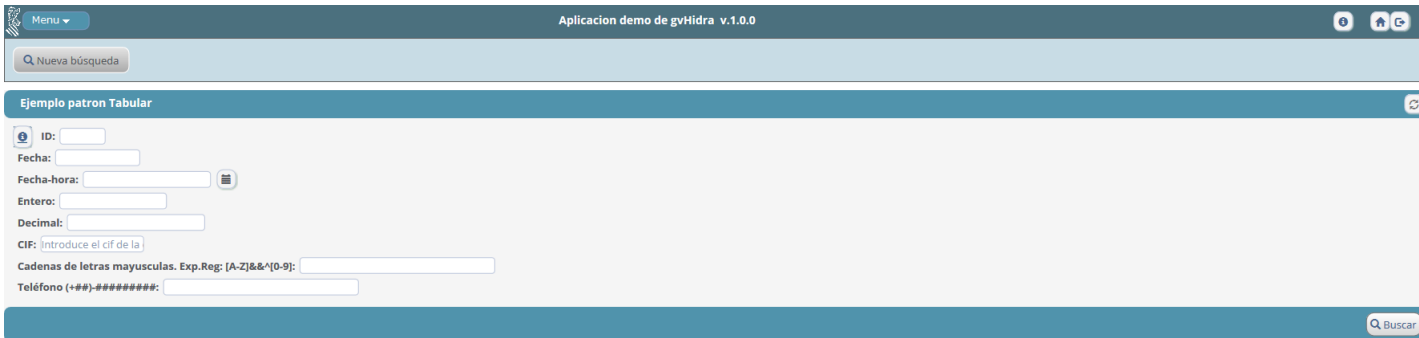 Menu
Aplicacion demo de gvHidra v.1.0.0
Nueva búsqueda
Ejemplo patron Tabular
ID:
Fecha:
Fecha-hora:
Entero:
Decimal:
CIF: Introduce el cif de la
Cadenas de letras mayusculas. Exp.Reg: [A-Z]&&^[0-9]:
Teléfono (+##)-#########:
Buscar